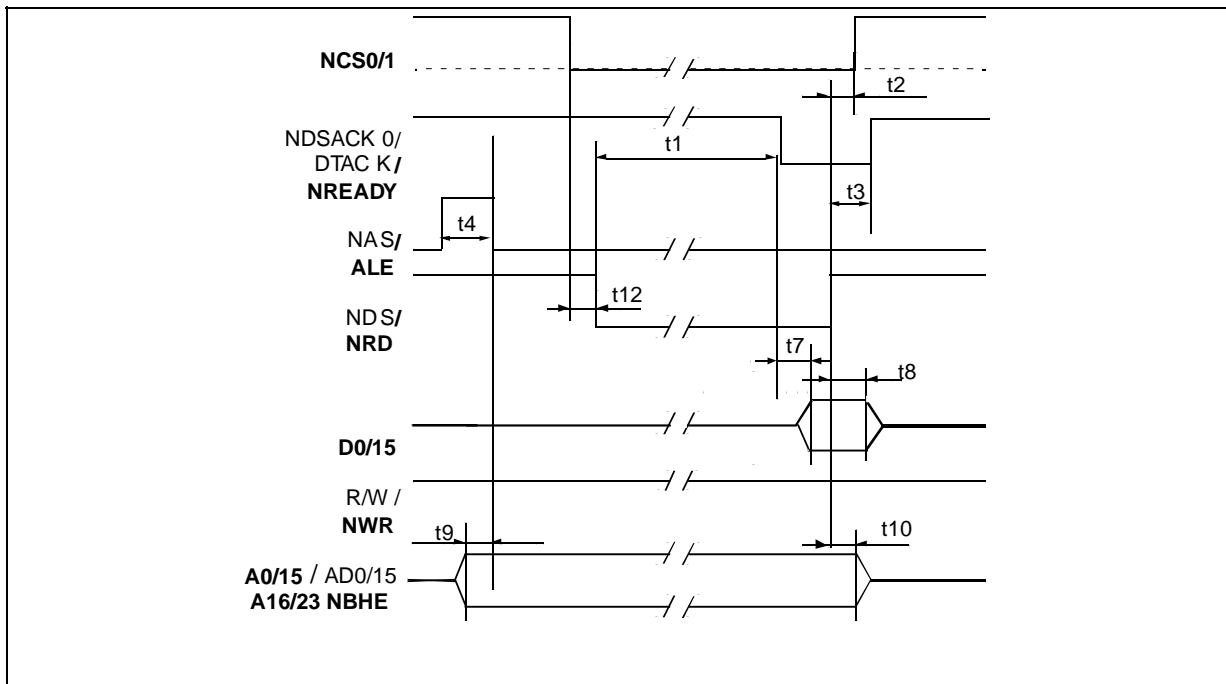 NCS0/1
t2
NDSACK 0/
DTAC K/
NREADY
t1
t3
t4
NAS/
ALE
t12
NDS/
NRD
t7
t8
D0/15
R/W /
NWR
t9
t10
A0/15 / AD0/15
A16/23 NBHE